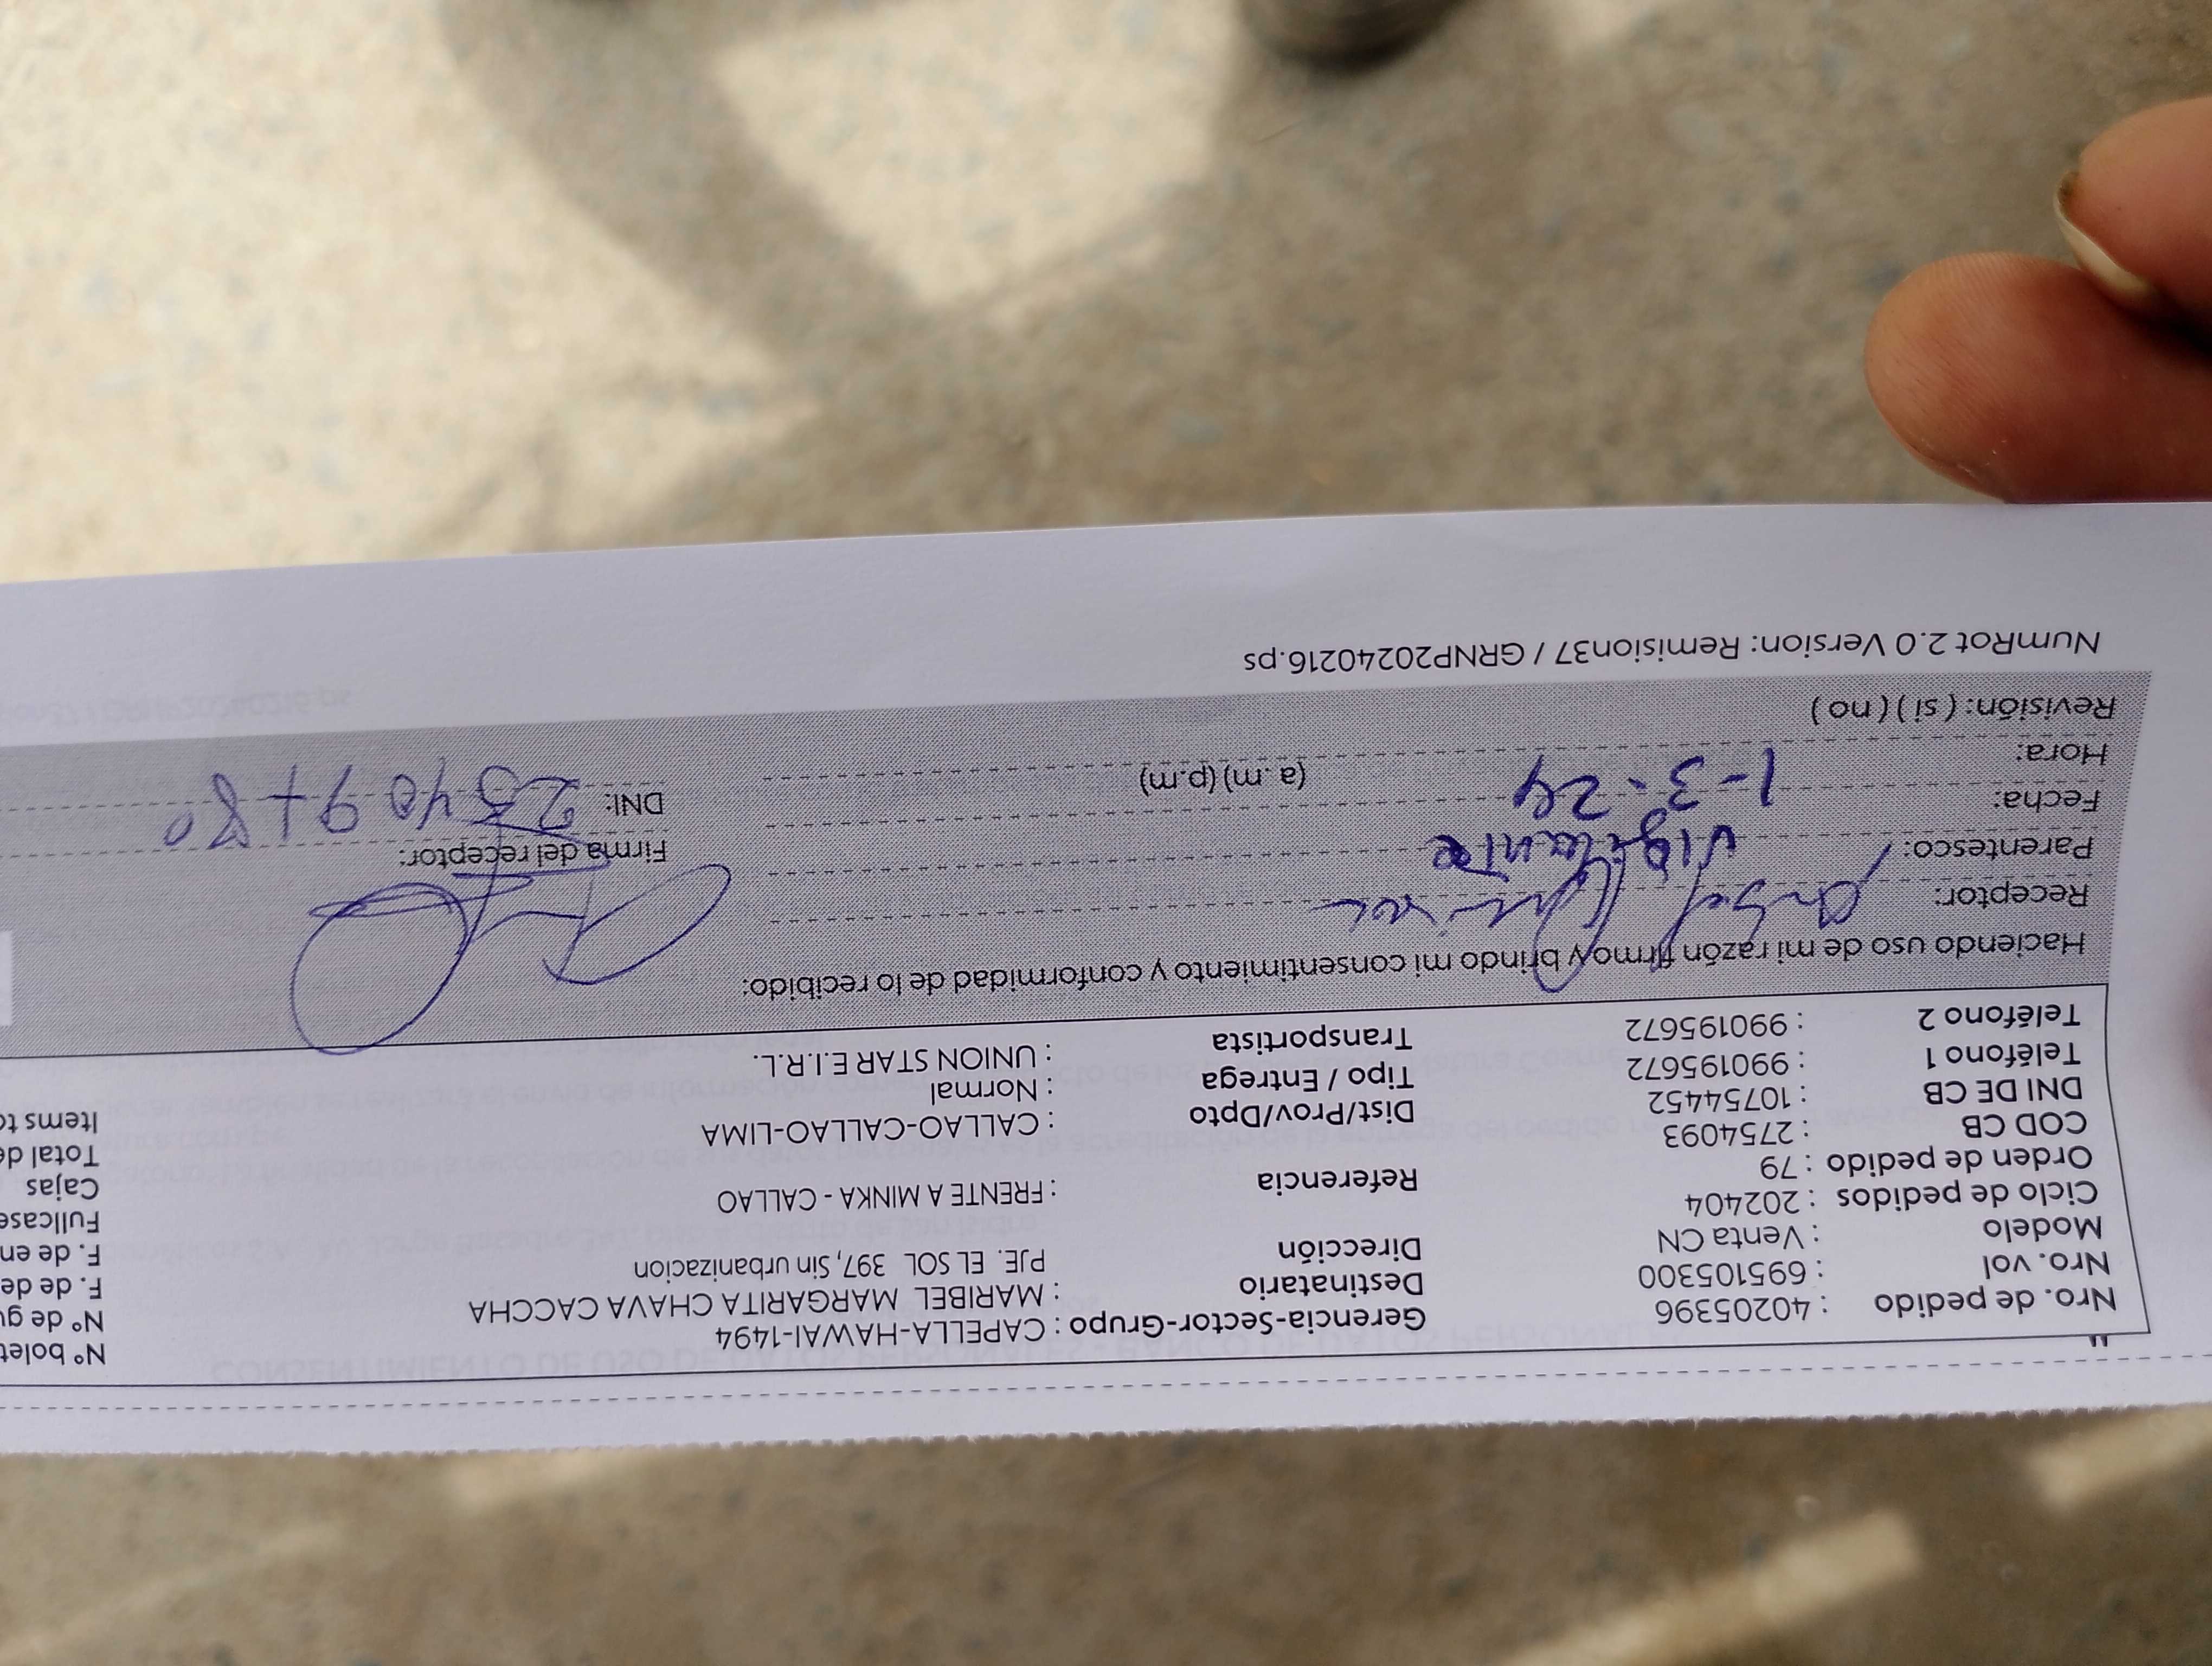 Nro. de pedido : 40205396
Nro. vol : 695105300
Modelo : Venta CN
Ciclo de pedidos : 202404
Orden de pedido : 79
COD CB : 2754093
DNI DE CB : 10754452
Teléfono 1 : 990195672
Teléfono 2 : 990195672
Gerencia-Sector-Grupo : CAPELLA-HAWAI-1494
Destinatario : MARIBEL MARGARITA CHAVA CACCHA
Dirección PJE. EL SOL 397, Sin urbanizacion
Referencia : FRENTE A MINKA - CALLAO
Dist/Prov/Dpto : CALLAO-CALLAO-LIMA
Tipo / Entrega : Normal
Transportista : UNION STAR E.I.R.L.
N° bolet
N° de gu
F. de de
F. de en
Fullcase
Cajas
Total de
Items to
Haciendo uso de mi razón firmo y brindo mi consentimiento y conformidad de lo recibido:
Receptor:
Parentesco: Vigilante
Fecha: 1-3-24
Hora: (a.m) (p.m)
Revisión: ( si ) ( no )
Firma del receptor:
DNI:
NumRot 2.0 Version: Remision37 / GRNP20240216.ps